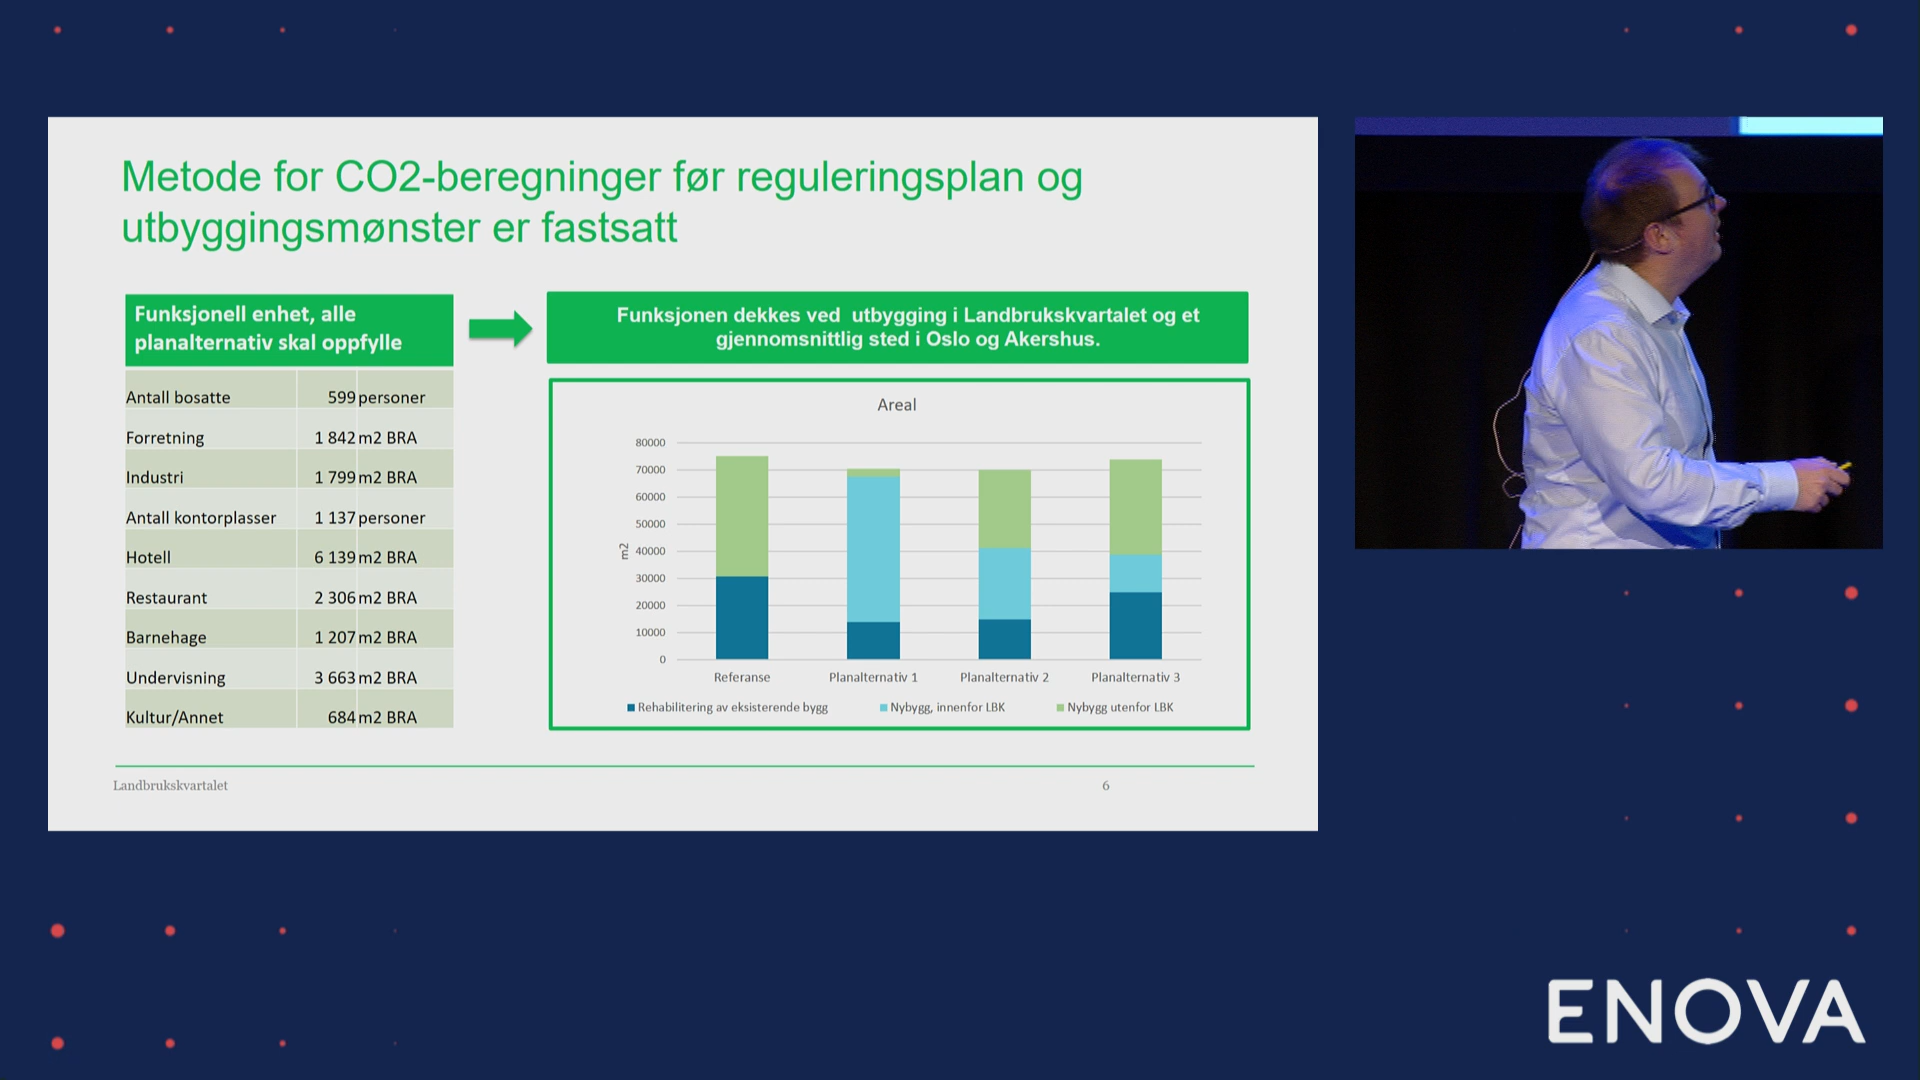 Metode for CO2-beregninger før reguleringsplan og
utbyggingsmønster er fastsatt
Funksjonell enhet, alle
planalternativ skal oppfylle
Antall bosatte 599 personer
Forretning 1 842 m2 BRA
Industri 1 799 m2 BRA
Antall kontorplasser 1 137 personer
Hotell 6 139 m2 BRA
Restaurant 2 306 m2 BRA
Barnehage 1 207 m2 BRA
Undervisning 3 663 m2 BRA
Kultur/Annet 684 m2 BRA
Funksjonen dekkes ved utbygging i Landbrukskvartalet og et
gjennomsnittlig sted i Oslo og Akershus.
Areal
m2
80000
70000
60000
50000
40000
30000
20000
10000
0
Referanse Planalternativ 1 Planalternativ 2 Planalternativ 3
Rehabilitering av eksisterende bygg Nybygg, innenfor LBK Nybygg utenfor LBK
Landbrukskvartalet 6
ENOVA